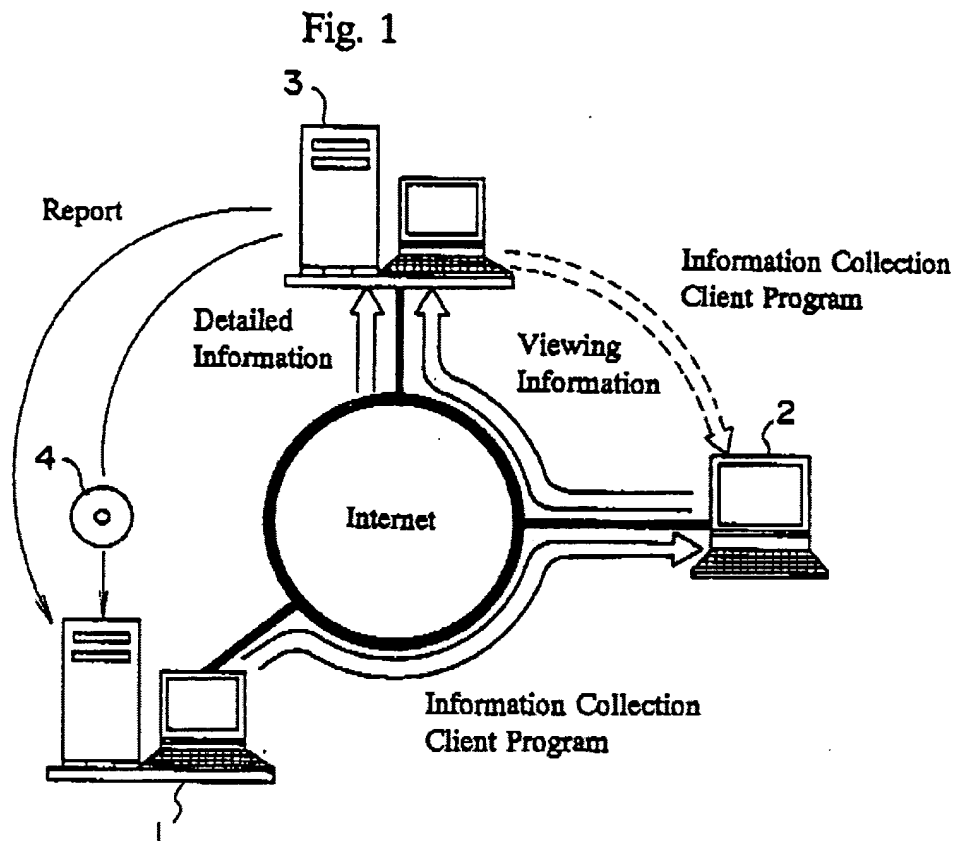 Fig. 1
3
Report
Information Collection
Client Program
Detailed
Information
Viewing
Information
2
4
Internet
Information Collection
Client Program
1